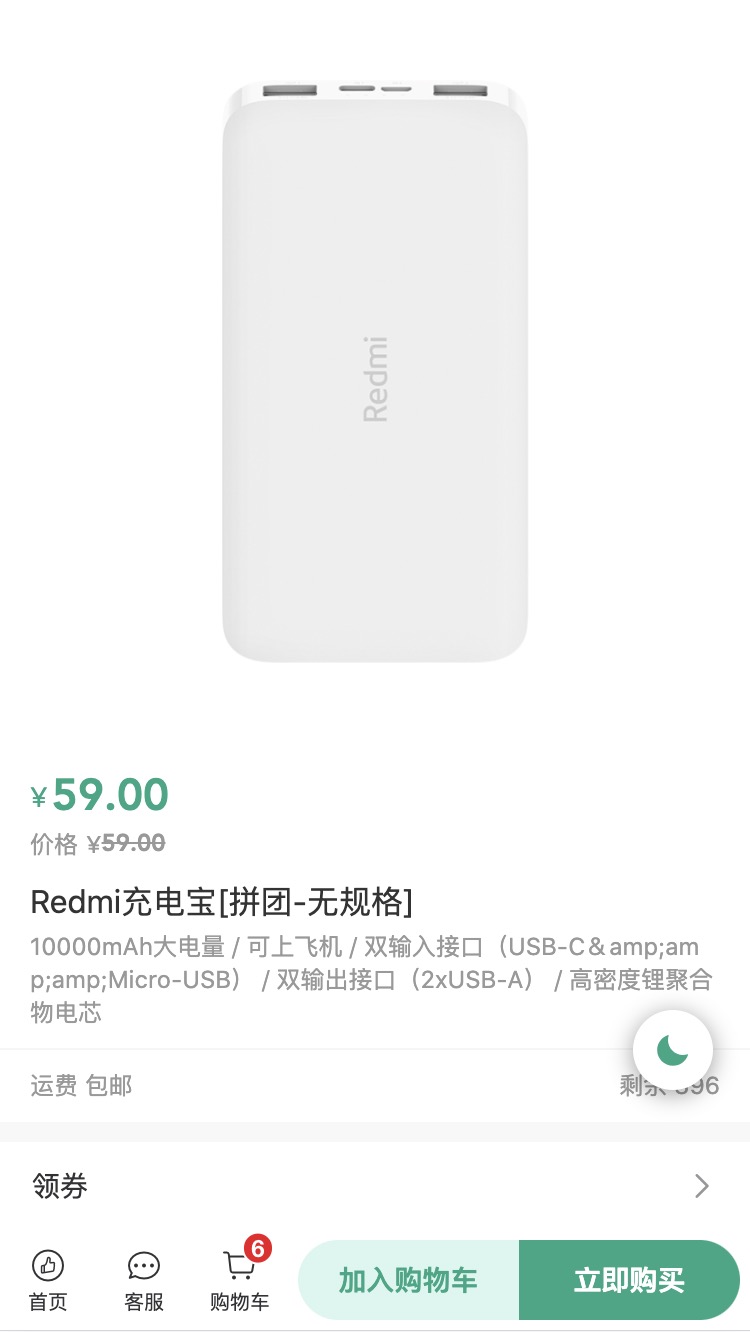 Redmi
¥59.00
价格 ¥59.00
Redmi充电宝[拼团-无规格]
10000mAh大电量 / 可上飞机 / 双输入接口（USB-C&amp;am
p;amp;Micro-USB） / 双输出接口（2xUSB-A） / 高密度锂聚合
物电芯
运费 包邮
剩余 96
领券
6
首页
客服
购物车
加入购物车
立即购买